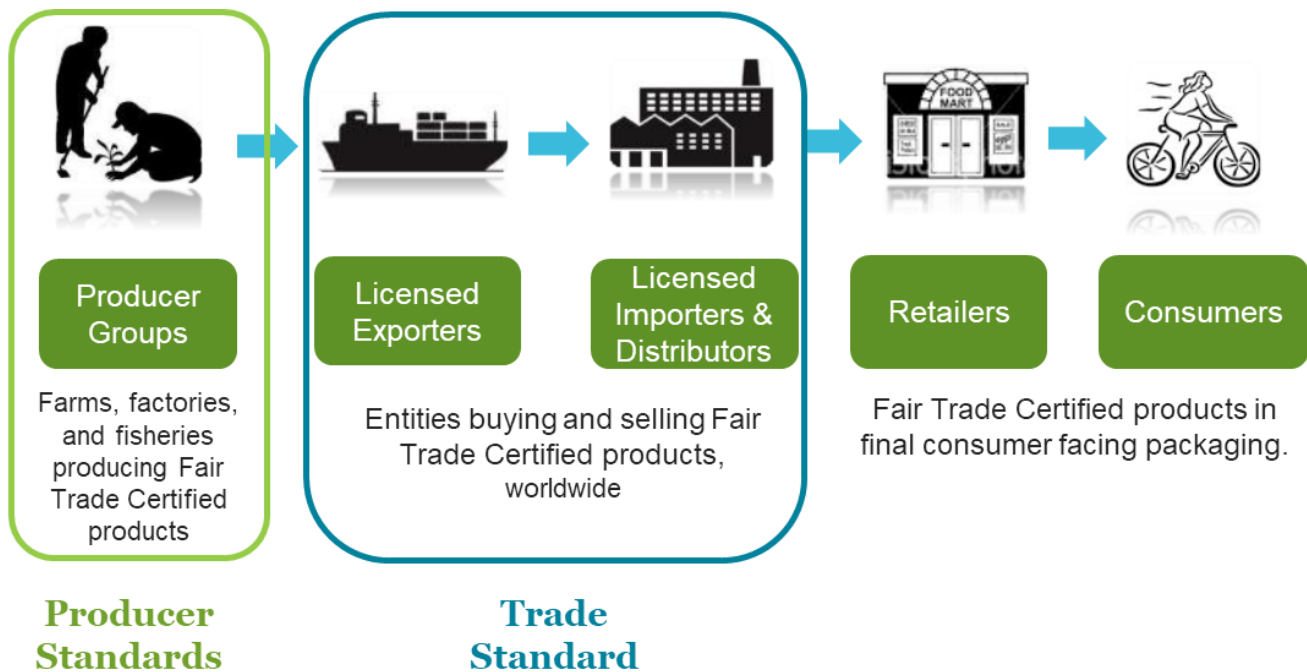 FOOD
MART
Producer
Groups
Licensed
Exporters
Licensed
Importers &
Distributors
Retailers
Consumers
Farms, factories,
and fisheries
producing Fair
Trade Certified
products
Entities buying and selling Fair
Trade Certified products,
worldwide
Fair Trade Certified products in
final consumer facing packaging.
Producer
Standards
Trade
Standard